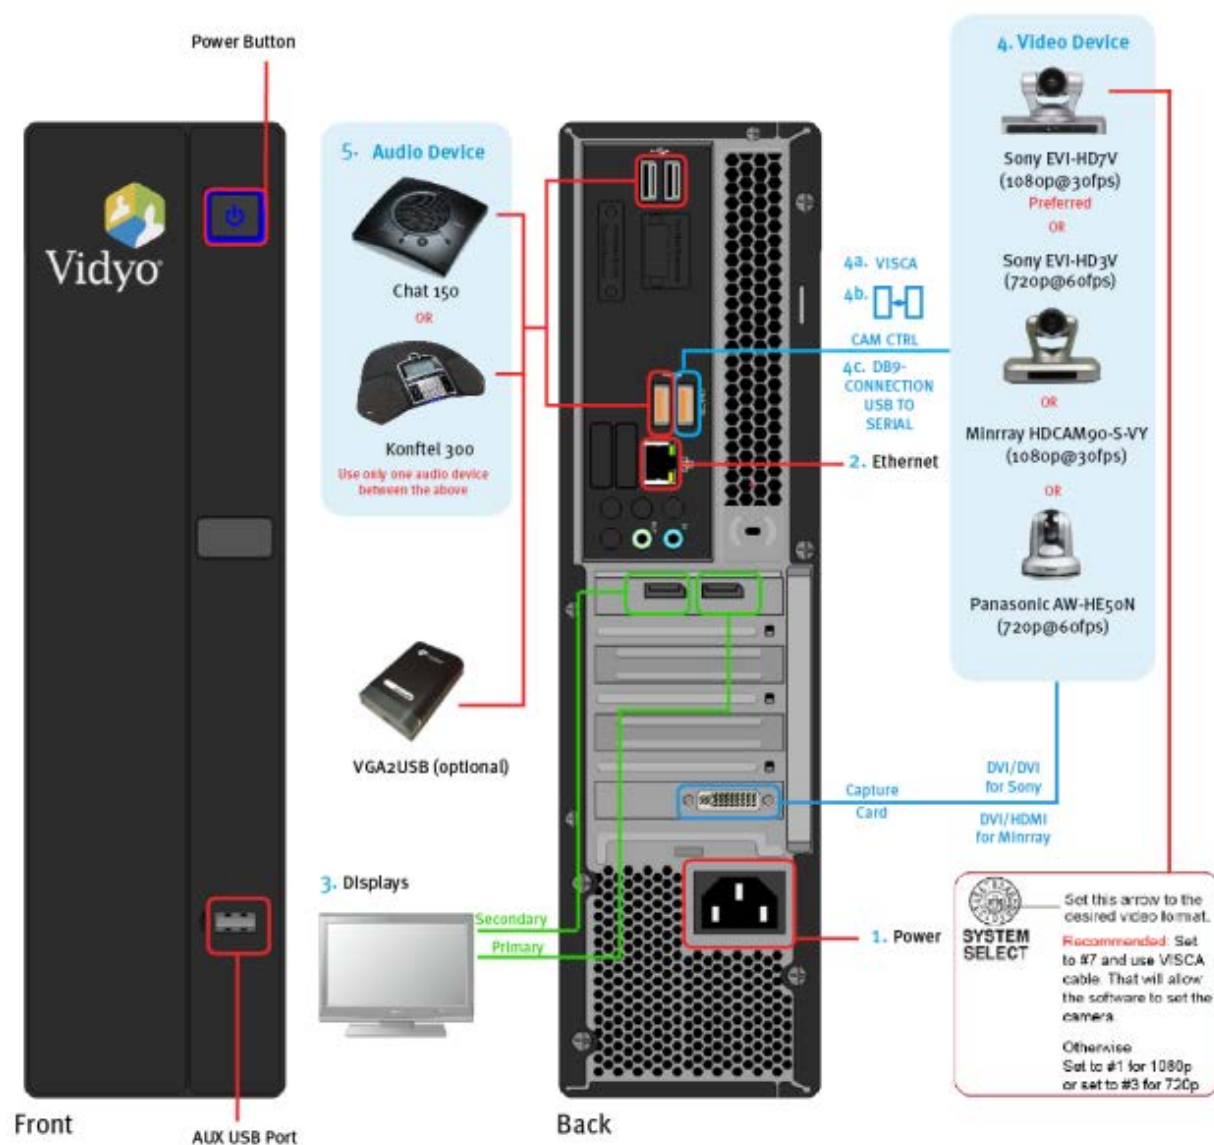 Power Button
Vidyo
5. Audio Device
Chat 150
OR
Konftel 300
Use only one audio device
between the above
VGA2USB (optional)
3. Displays
Secondary
Primary
Front
AUX USB Port
Back
4. Video Device
Sony EVI-HD7V
(1080p@30fps)
Preferred
OR
Sony EVI-HD3V
(720p@60fps)
OR
Minrray HDCAM90-S-VY
(1080p@30fps)
OR
Panasonic AW-HE50N
(720p@60fps)
4a. VISCA
4b.
CAM CTRL
4c. DB9-
CONNECTION
USB TO
SERIAL
2. Ethernet
Capture
Card
DVI/DVI
for Sony
DVI/HDMI
for Minrray
1. Power
SYSTEM
SELECT
Set this arrow to the
desired video format.
Recommended: Set
to #7 and use VISCA
cable. That will allow
the software to set the
camera.
Otherwise
Set to #1 for 1080p
or set to #3 for 720p